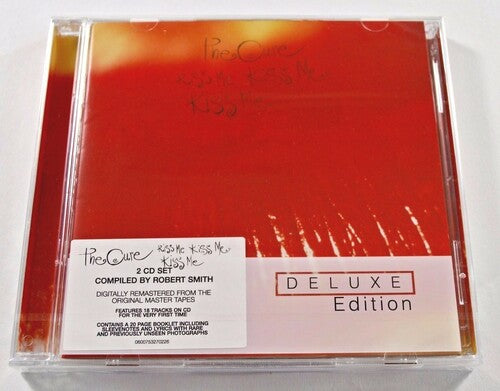 The Cure
Kiss Me Kiss Me
Kiss Me
The Cure Kiss Me Kiss Me
Kiss Me
2 CD SET
COMPILED BY ROBERT SMITH
DIGITALLY REMASTERED FROM THE
ORIGINAL MASTER TAPES
FEATURES 18 TRACKS ON CD
FOR THE VERY FIRST TIME
CONTAINS A 20 PAGE BOOKLET INCLUDING
SLEEVENOTES AND LYRICS WITH RARE
AND PREVIOUSLY UNSEEN PHOTOGRAPHS
0600753270226
DELUXE
Edition